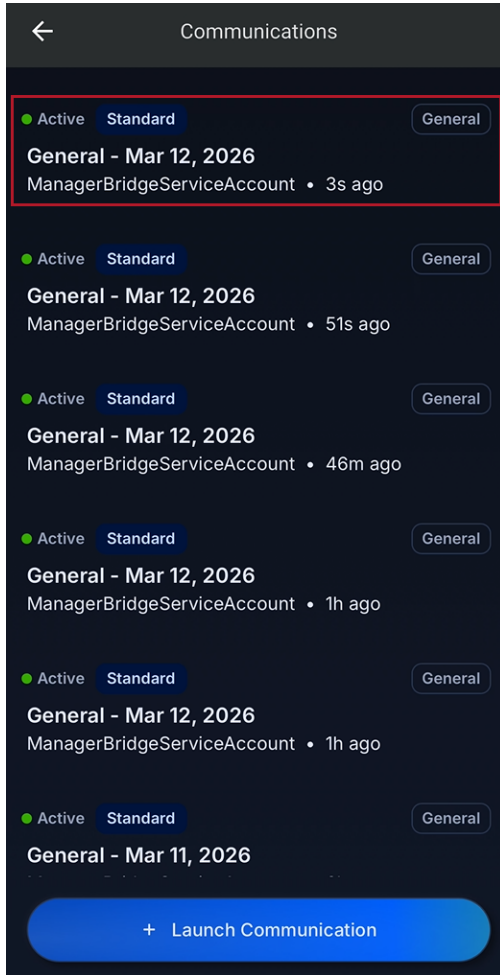 Communications
Active Standard General
General - Mar 12, 2026
ManagerBridgeServiceAccount • 3s ago
Active Standard General
General - Mar 12, 2026
ManagerBridgeServiceAccount • 51s ago
Active Standard General
General - Mar 12, 2026
ManagerBridgeServiceAccount • 46m ago
Active Standard General
General - Mar 12, 2026
ManagerBridgeServiceAccount • 1h ago
Active Standard General
General - Mar 12, 2026
ManagerBridgeServiceAccount • 1h ago
Active Standard General
General - Mar 11, 2026
+ Launch Communication